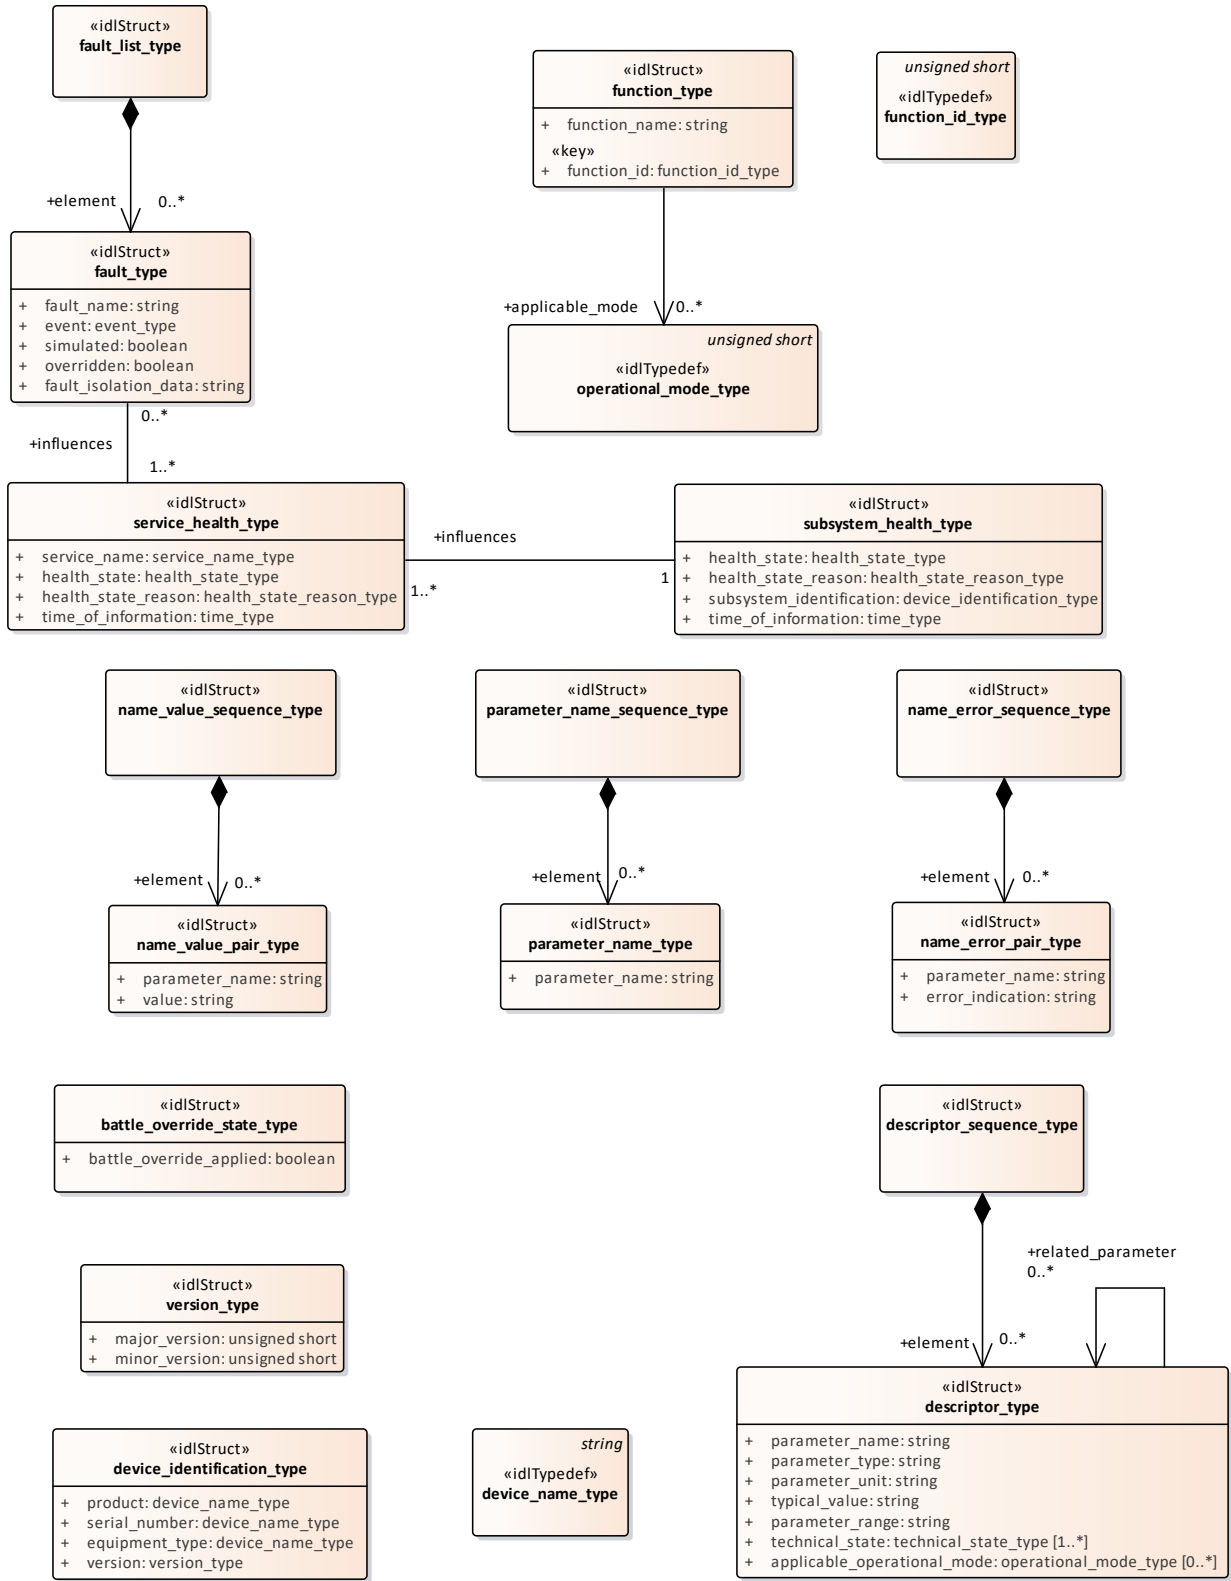 «idlStruct»
fault_list_type
+element
0..*
«idlStruct»
fault_type
+ fault_name: string
+ event: event_type
+ simulated: boolean
+ overridden: boolean
+ fault_isolation_data: string
0..*
+influences
1..*
«idlStruct»
function_type
+ function_name: string
«key»
+ function_id: function_id_type
+applicable_mode
0..*
unsigned short
«idlTypedef»
operational_mode_type
unsigned short
«idlTypedef»
function_id_type
«idlStruct»
service_health_type
+ service_name: service_name_type
+ health_state: health_state_type
+ health_state_reason: health_state_reason_type
+ time_of_information: time_type
+influences
1..*
1
«idlStruct»
subsystem_health_type
+ health_state: health_state_type
+ health_state_reason: health_state_reason_type
+ subsystem_identification: device_identification_type
+ time_of_information: time_type
«idlStruct»
name_value_sequence_type
+element
0..*
«idlStruct»
name_value_pair_type
+ parameter_name: string
+ value: string
«idlStruct»
parameter_name_sequence_type
+element
0..*
«idlStruct»
parameter_name_type
+ parameter_name: string
«idlStruct»
name_error_sequence_type
+element
0..*
«idlStruct»
name_error_pair_type
+ parameter_name: string
+ error_indication: string
«idlStruct»
battle_override_state_type
+ battle_override_applied: boolean
«idlStruct»
version_type
+ major_version: unsigned short
+ minor_version: unsigned short
«idlStruct»
device_identification_type
+ product: device_name_type
+ serial_number: device_name_type
+ equipment_type: device_name_type
+ version: version_type
string
«idlTypedef»
device_name_type
«idlStruct»
descriptor_sequence_type
+related_parameter
0..*
+element
0..*
«idlStruct»
descriptor_type
+ parameter_name: string
+ parameter_type: string
+ parameter_unit: string
+ typical_value: string
+ parameter_range: string
+ technical_state: technical_state_type [1..*]
+ applicable_operational_mode: operational_mode_type [0..*]